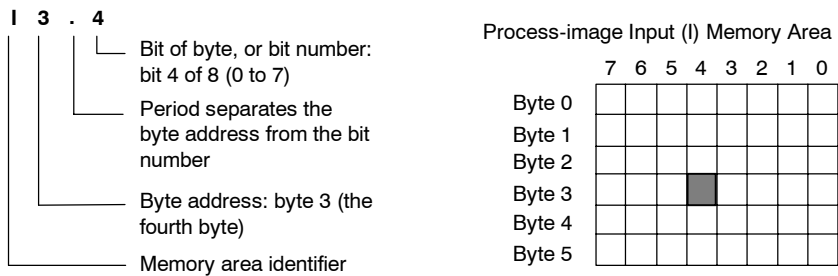 I 3 . 4
Bit of byte, or bit number:
bit 4 of 8 (0 to 7)
Period separates the
byte address from the bit
number
Byte address: byte 3 (the
fourth byte)
Memory area identifier
Process-image Input (I) Memory Area
7 6 5 4 3 2 1 0
Byte 0
Byte 1
Byte 2
Byte 3
Byte 4
Byte 5